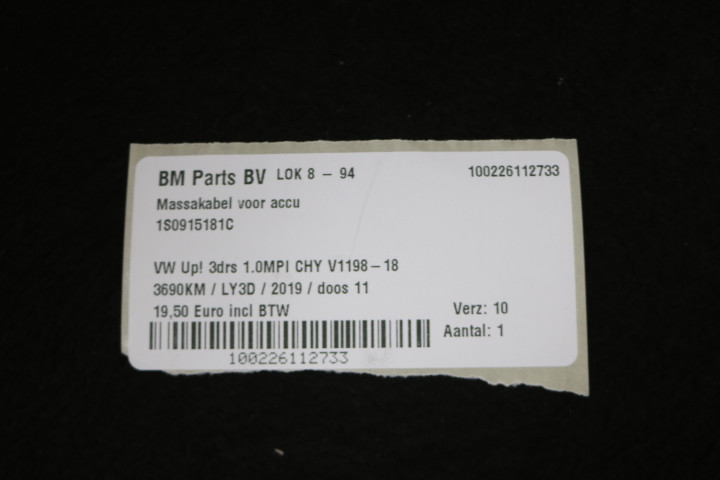 BM Parts BV LOK 8 - 94 100226112733
Massakabel voor accu
1S0915181C
VW Up! 3drs 1.0MPI CHY V1198-18
3690KM / LY3D / 2019 / doos 11
19,50 Euro incl BTW Verz: 10
Aantal: 1
100226112733